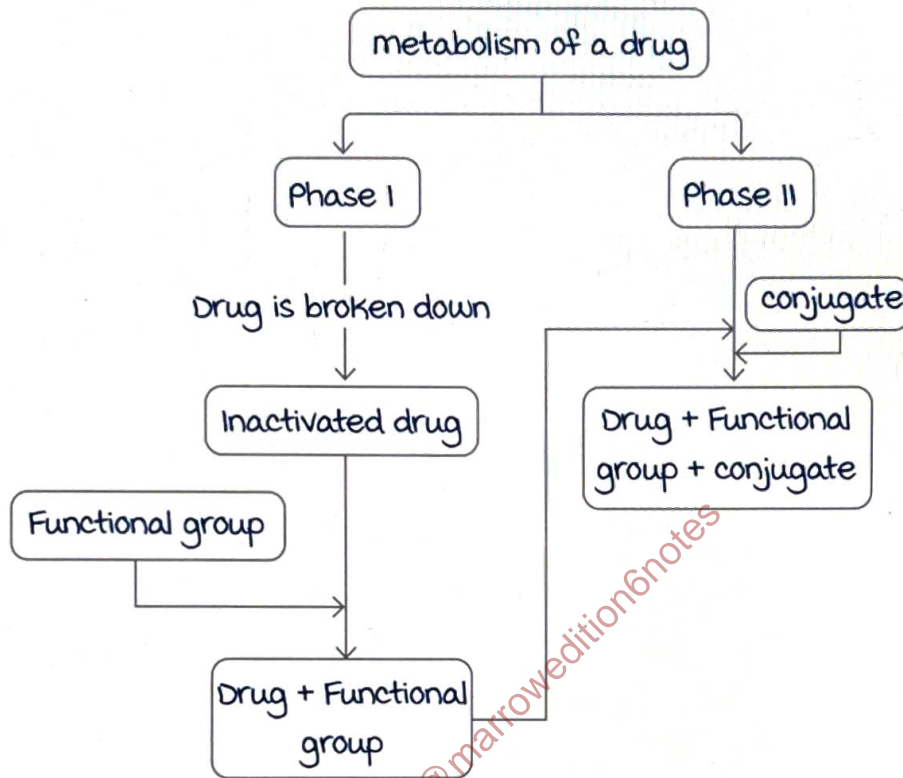 metabolism of a drug
Phase I
Phase II
Drug is broken down
conjugate
Inactivated drug
Drug + Functional
group + conjugate
Functional group
Drug + Functional
group
@marrowedition6notes